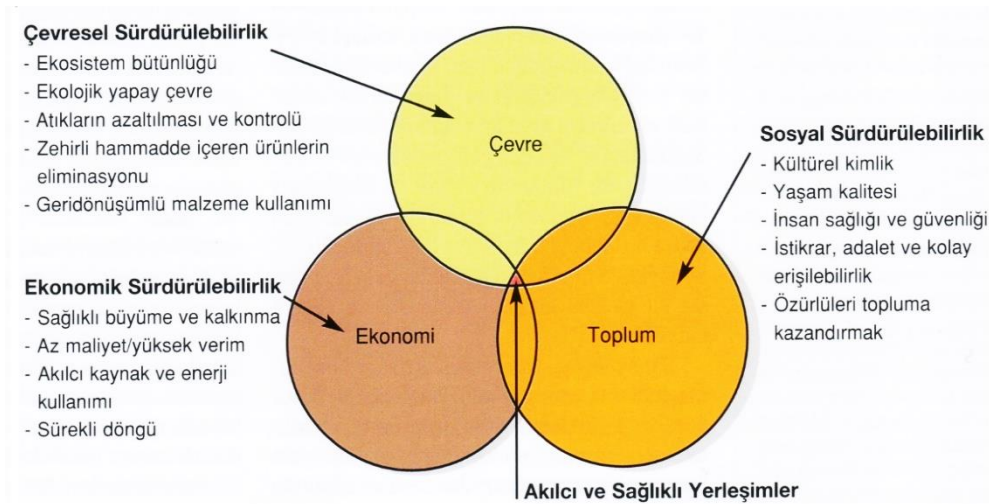 Çevresel Sürdürülebilirlik
- Ekosistem bütünlüğü
- Ekolojik yapay çevre
- Atıkların azaltılması ve kontrolü
- Zehirli hammadde içeren ürünlerin
eliminasyonu
- Geridönüşümlü malzeme kullanımı
Çevre
Sosyal Sürdürülebilirlik
- Kültürel kimlik
- Yaşam kalitesi
- İnsan sağlığı ve güvenliği
- İstikrar, adalet ve kolay
erişilebilirlik
- Özürlüleri topluma
kazandırmak
Ekonomik Sürdürülebilirlik
- Sağlıklı büyüme ve kalkınma
- Az maliyet/yüksek verim
- Akılcı kaynak ve enerji
kullanımı
- Sürekli döngü
Ekonomi
Toplum
Akılcı ve Sağlıklı Yerleşimler